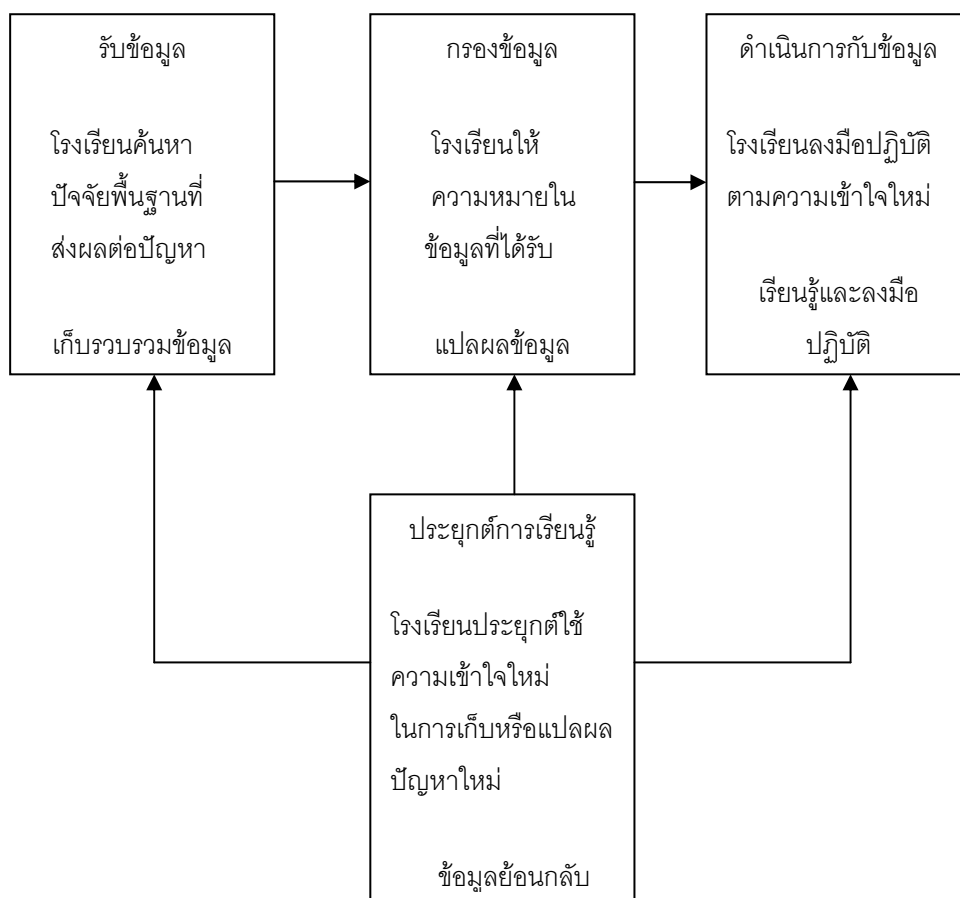 รับข้อมูล
โรงเรียนค้นหา
ปัจจัยพื้นฐานที่
ส่งผลต่อปัญหา
เก็บรวบรวมข้อมูล
กรองข้อมูล
โรงเรียนให้
ความหมายใน
ข้อมูลที่ได้รับ
แปลผลข้อมูล
ดำเนินการกับข้อมูล
โรงเรียนลงมือปฏิบัติ
ตามความเข้าใจใหม่
เรียนรู้และลงมือ
ปฏิบัติ
ประยุกต์การเรียนรู้
โรงเรียนประยุกต์ใช้
ความเข้าใจใหม่
ในการเก็บหรือแปลผล
ปัญหาใหม่
ข้อมูลย้อนกลับ